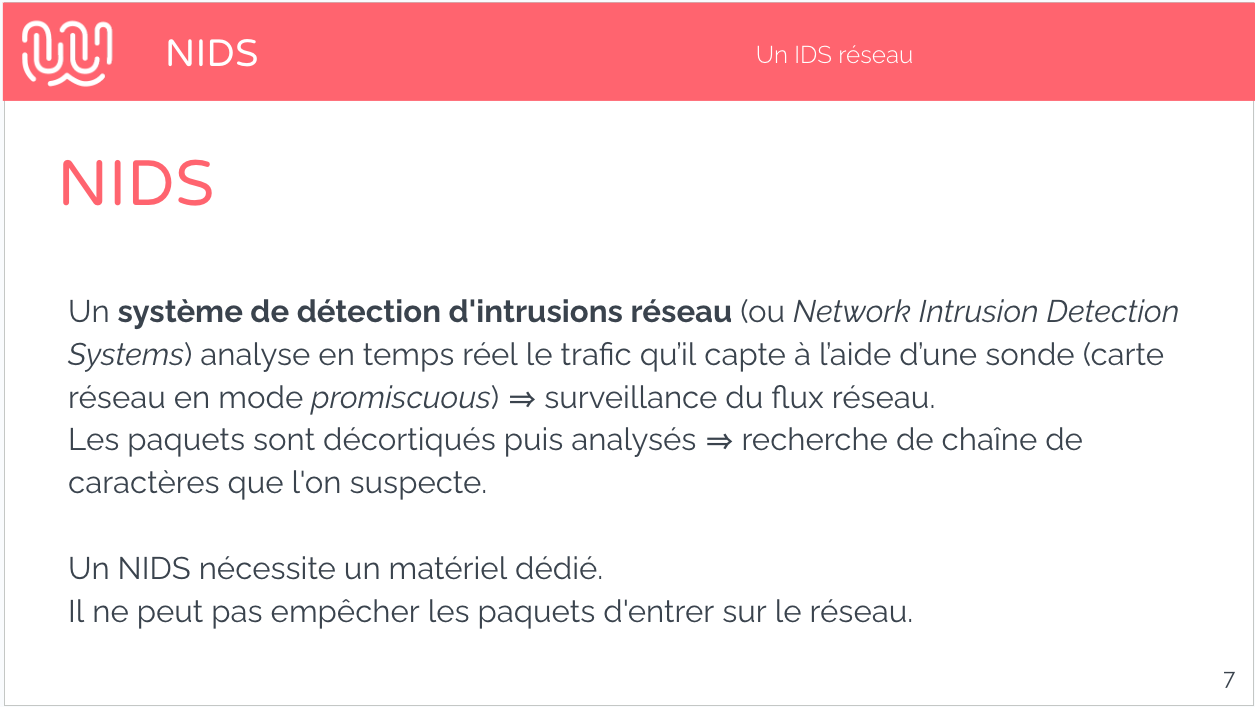 NIDS
Un IDS réseau
NIDS
Un système de détection d'intrusions réseau (ou Network Intrusion Detection
Systems) analyse en temps réel le trafic qu’il capte à l’aide d’une sonde (carte
réseau en mode promiscuous) ⇒ surveillance du flux réseau.
Les paquets sont décortiqués puis analysés ⇒ recherche de chaîne de
caractères que l'on suspecte.
Un NIDS nécessite un matériel dédié.
Il ne peut pas empêcher les paquets d'entrer sur le réseau.
7